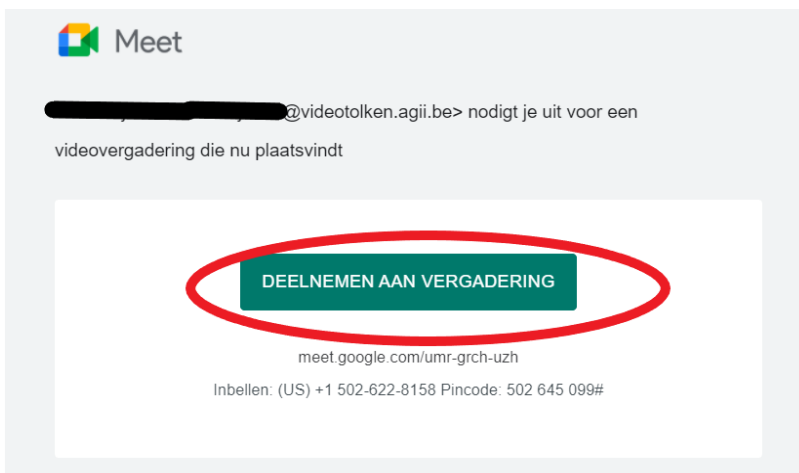 Meet
@videotolken.agii.be> nodigt je uit voor een
videovergadering die nu plaatsvindt
DEELNEMEN AAN VERGADERING
meet.google.com/umr-grch-uzh
Inbellen: (US) +1 502-622-8158 Pincode: 502 645 099#